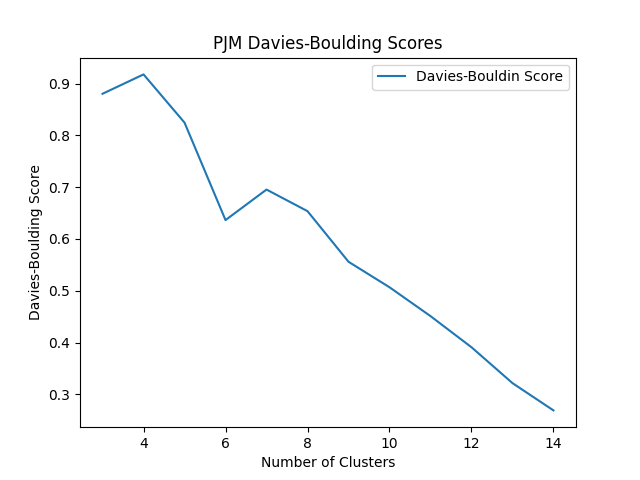 PJM Davies-Boulding Scores
Davies-Bouldin Score
Davies-Boulding Score
0.9
0.8
0.7
0.6
0.5
0.4
0.3
4 6 8 10 12 14
Number of Clusters